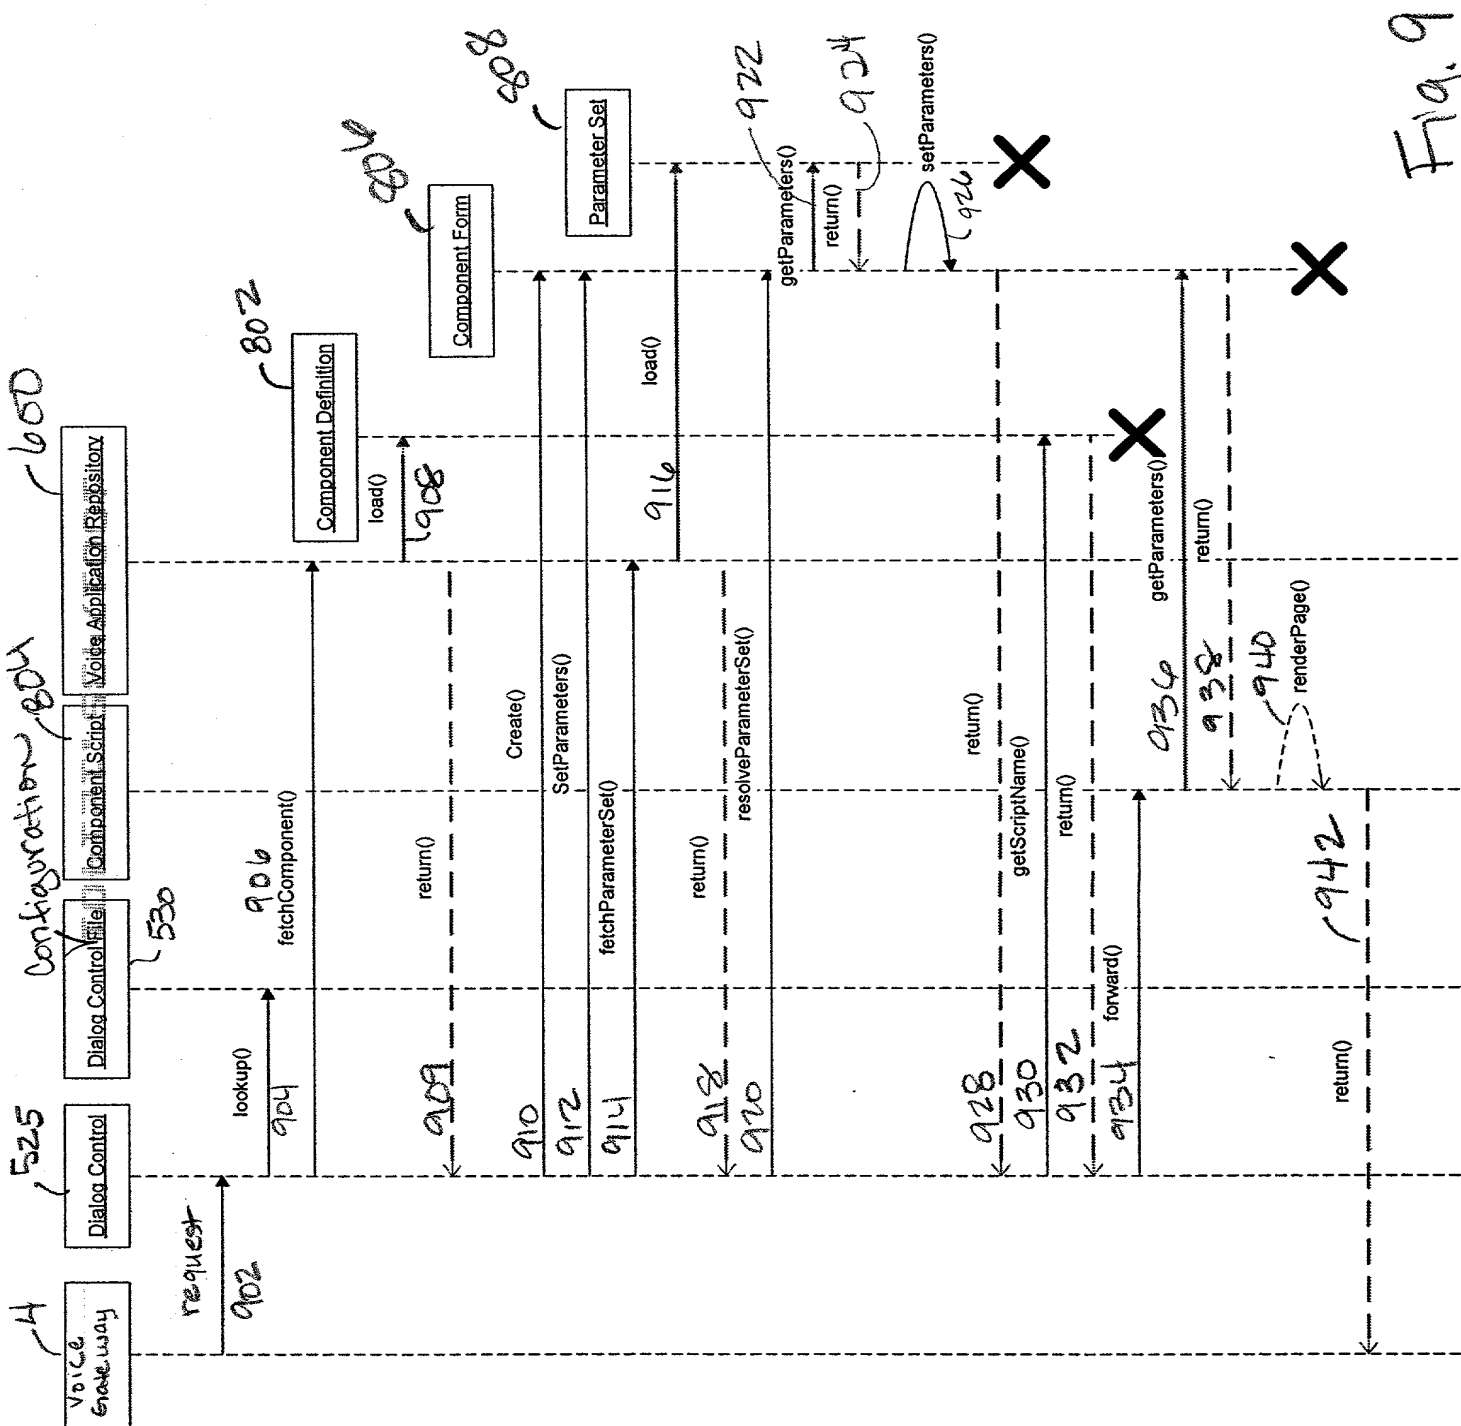 4
Voice
Gateway
525
Dialog Control
Configuration
Dialog Control File
530
804
Component Script
600
Voice Application Repository
802
Component Definition
806
Component Form
808
Parameter Set
request
902
lookup()
904
906
fetchComponent()
load()
908
return()
909
Create()
910
SetParameters()
912
fetchParameterSet()
914
load()
916
return()
918
resolveParameterSet()
920
getParameters()
922
return()
924
setParameters()
926
return()
928
getScriptName()
930
return()
932
forward()
934
getParameters()
936
return()
938
renderPage()
940
return()
942
Fig. 9